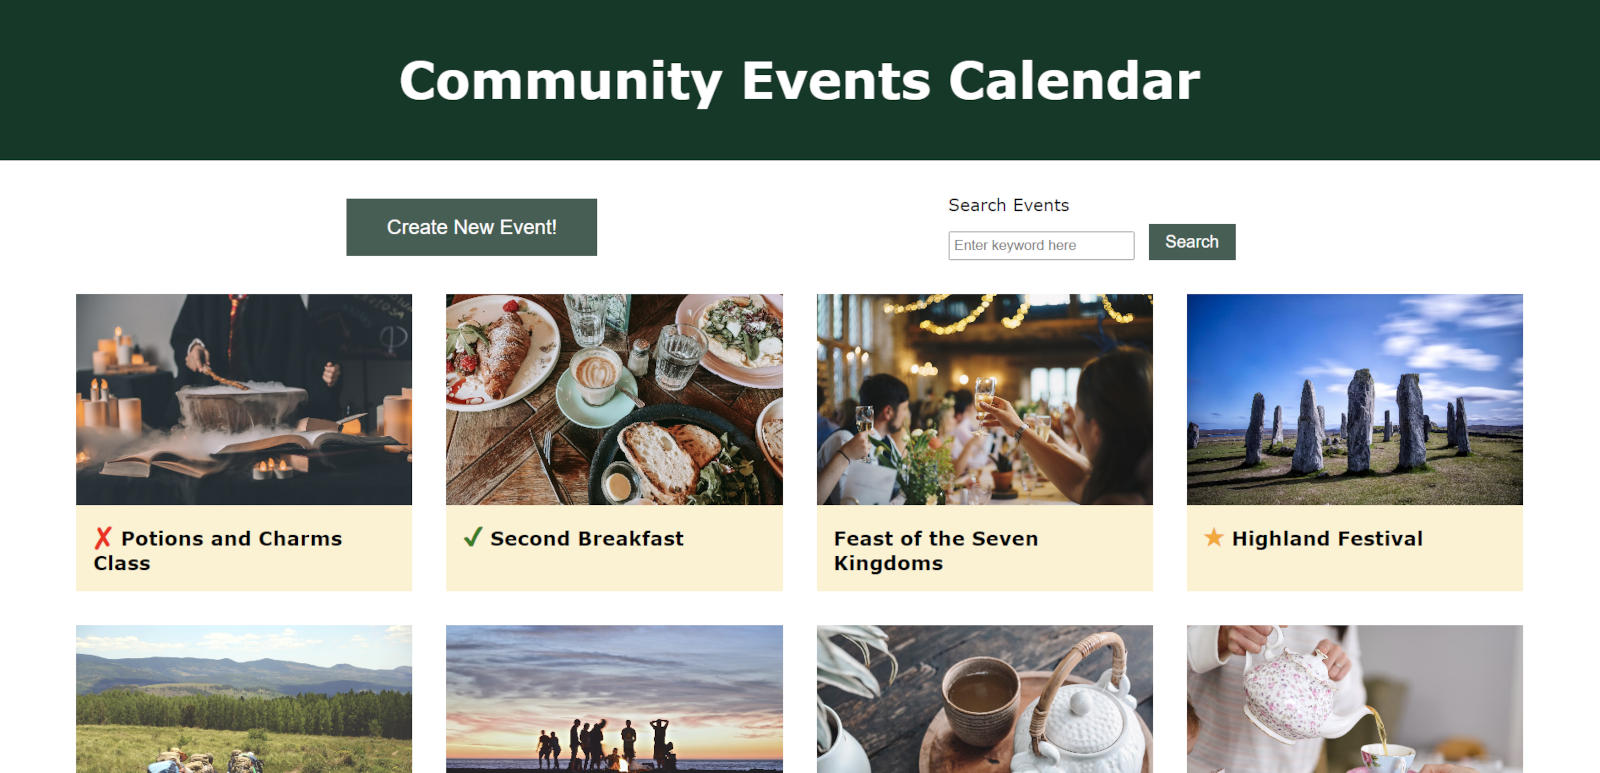 Community Events Calendar
Create New Event!
Search Events
Enter keyword here
Search
✗ Potions and Charms
Class
✓ Second Breakfast
Feast of the Seven
Kingdoms
★ Highland Festival